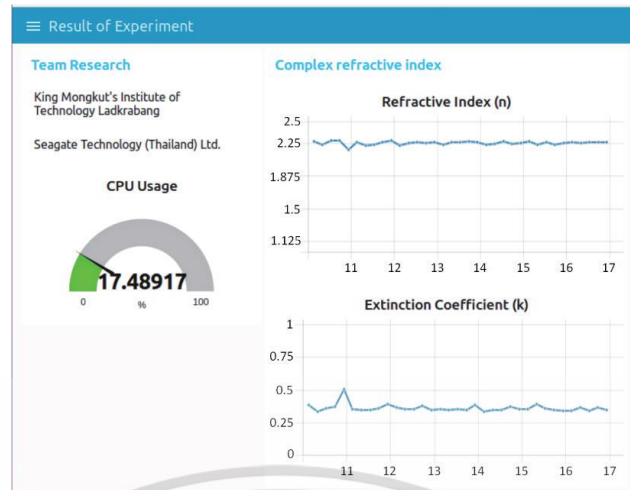 Result of Experiment
Team Research
King Mongkut's Institute of
Technology Ladkrabang
Seagate Technology (Thailand) Ltd.
CPU Usage
17.48917
0 % 100
Complex refractive index
Refractive Index (n)
2.5
2.25
1.875
1.5
1.125
11 12 13 14 15 16 17
Extinction Coefficient (k)
1
0.75
0.5
0.25
0
11 12 13 14 15 16 17